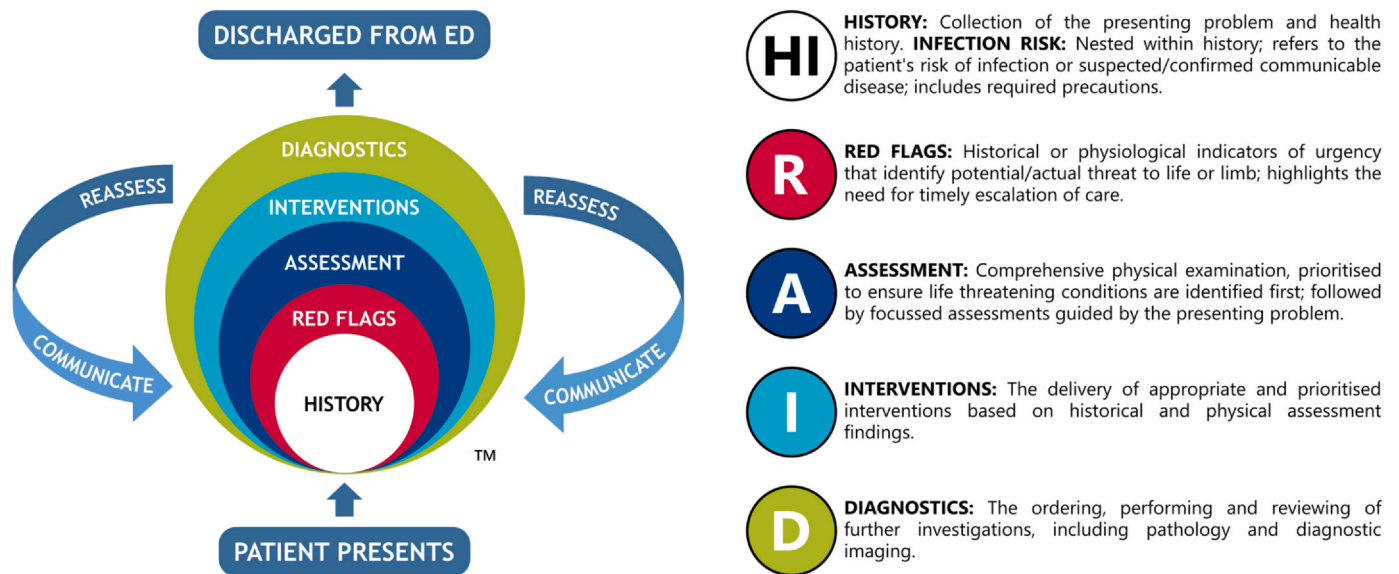 DISCHARGED FROM ED
DIAGNOSTICS
INTERVENTIONS
ASSESSMENT
RED FLAGS
HISTORY
REASSESS
COMMUNICATE
REASSESS
COMMUNICATE
TM
PATIENT PRESENTS
HI
HISTORY: Collection of the presenting problem and health
history. INFECTION RISK: Nested within history; refers to the
patient's risk of infection or suspected/confirmed communicable
disease; includes required precautions.
R
RED FLAGS: Historical or physiological indicators of urgency
that identify potential/actual threat to life or limb; highlights the
need for timely escalation of care.
A
ASSESSMENT: Comprehensive physical examination, prioritised
to ensure life threatening conditions are identified first; followed
by focussed assessments guided by the presenting problem.
I
INTERVENTIONS: The delivery of appropriate and prioritised
interventions based on historical and physical assessment
findings.
D
DIAGNOSTICS: The ordering, performing and reviewing of
further investigations, including pathology and diagnostic
imaging.